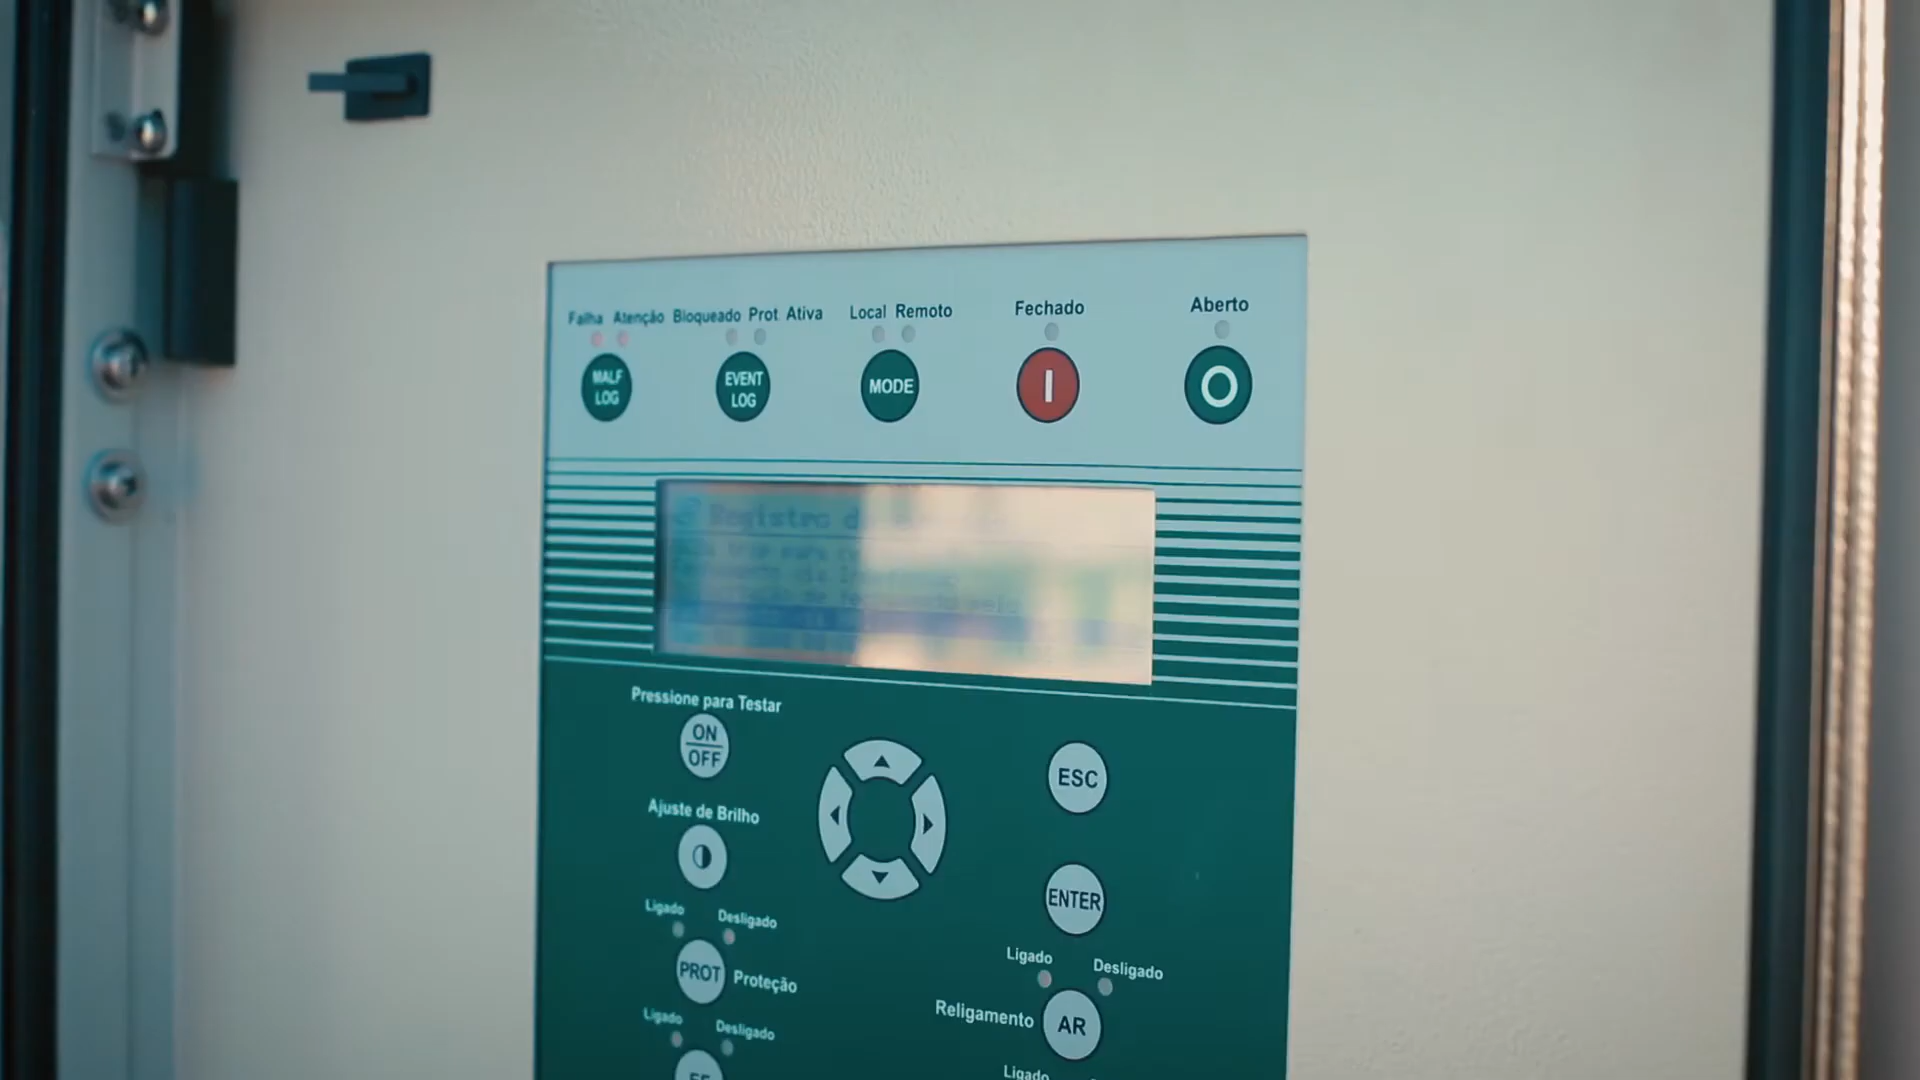 Falha Atenção Bloqueado Prot Ativa Local Remoto Fechado Aberto
MALF LOG
EVENT LOG
MODE
I
O
Registro
Pressione para Testar
ON
OFF
ESC
Ajuste de Brilho
ENTER
Ligado Desligado
PROT Proteção
Ligado Desligado
Religamento AR
Ligado Desligado
Ligado